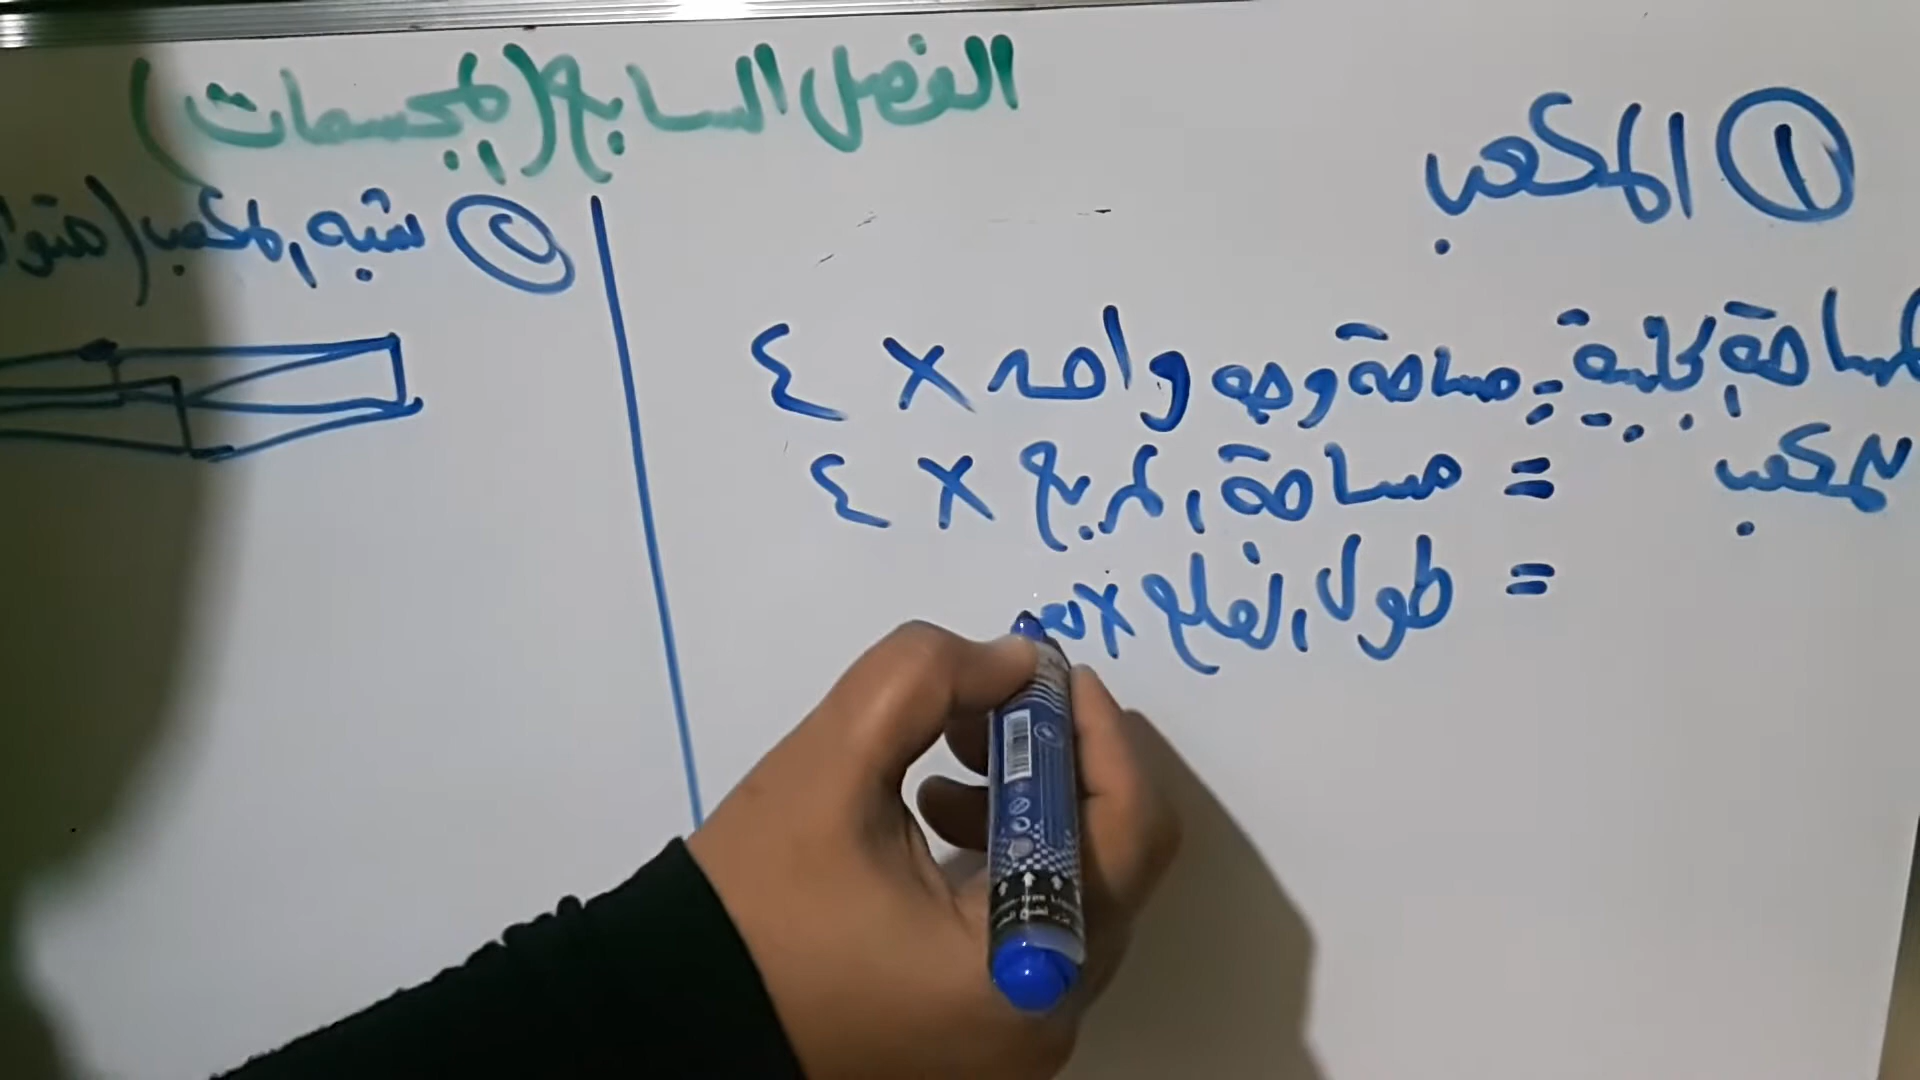 الفصل السابع (المجسمات)
① المكعب
المساحة الجانبية = مساحة وجه واحد × ٤
للمكعب
= مساحة المربع × ٤
= طول الضلع ×
② شبه المكعب (متوا